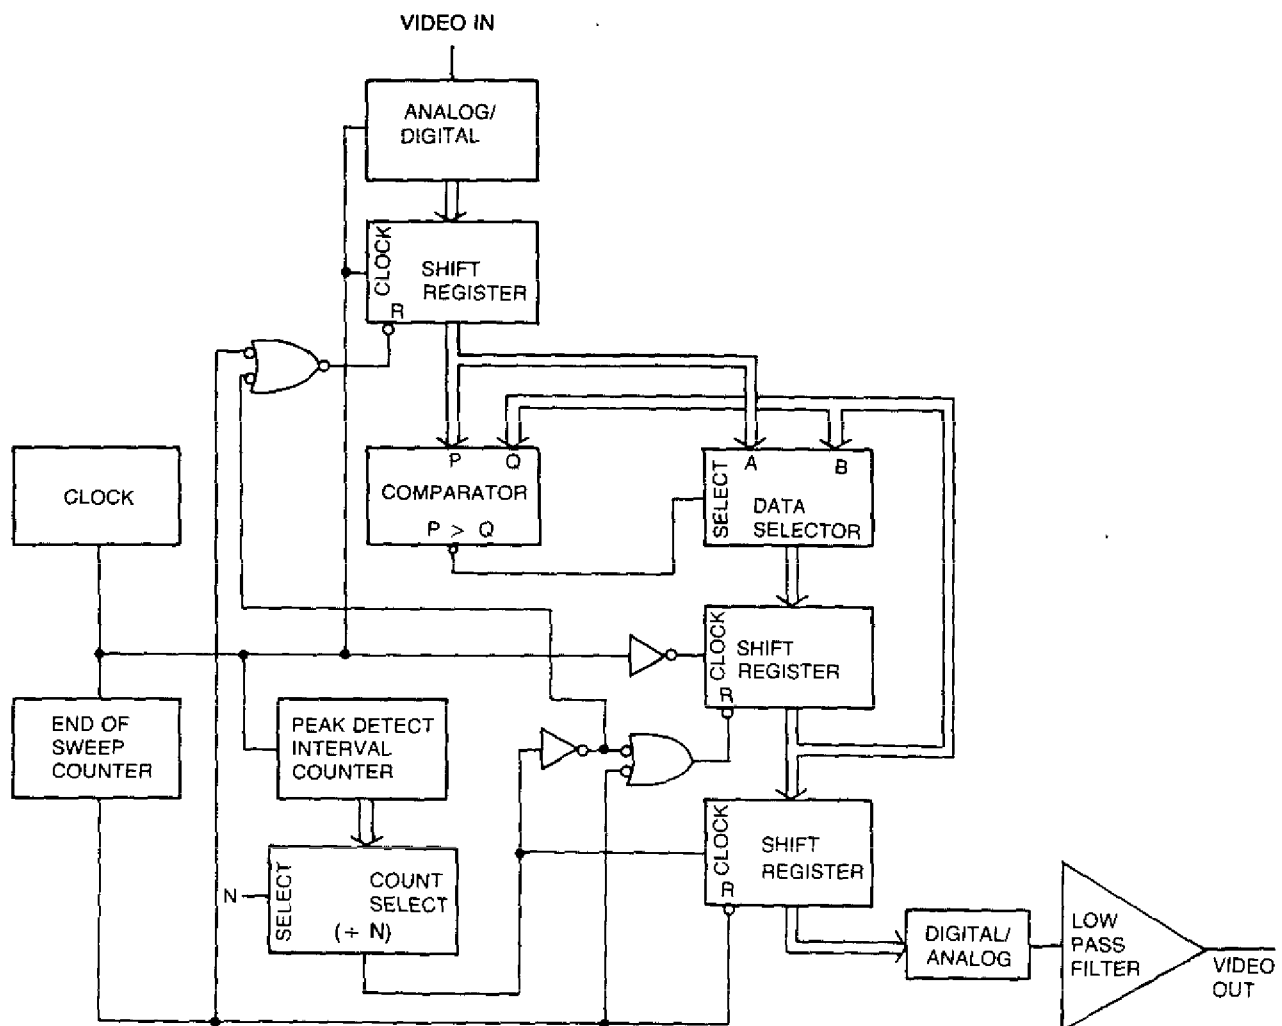 VIDEO IN
ANALOG/
DIGITAL
CLOCK
SHIFT
REGISTER
R
P
Q
COMPARATOR
P > Q
A
B
SELECT
DATA
SELECTOR
CLOCK
CLOCK
SHIFT
REGISTER
R
END OF
SWEEP
COUNTER
PEAK DETECT
INTERVAL
COUNTER
CLOCK
SHIFT
REGISTER
R
N
SELECT
COUNT
SELECT
(÷ N)
DIGITAL/
ANALOG
LOW
PASS
FILTER
VIDEO
OUT